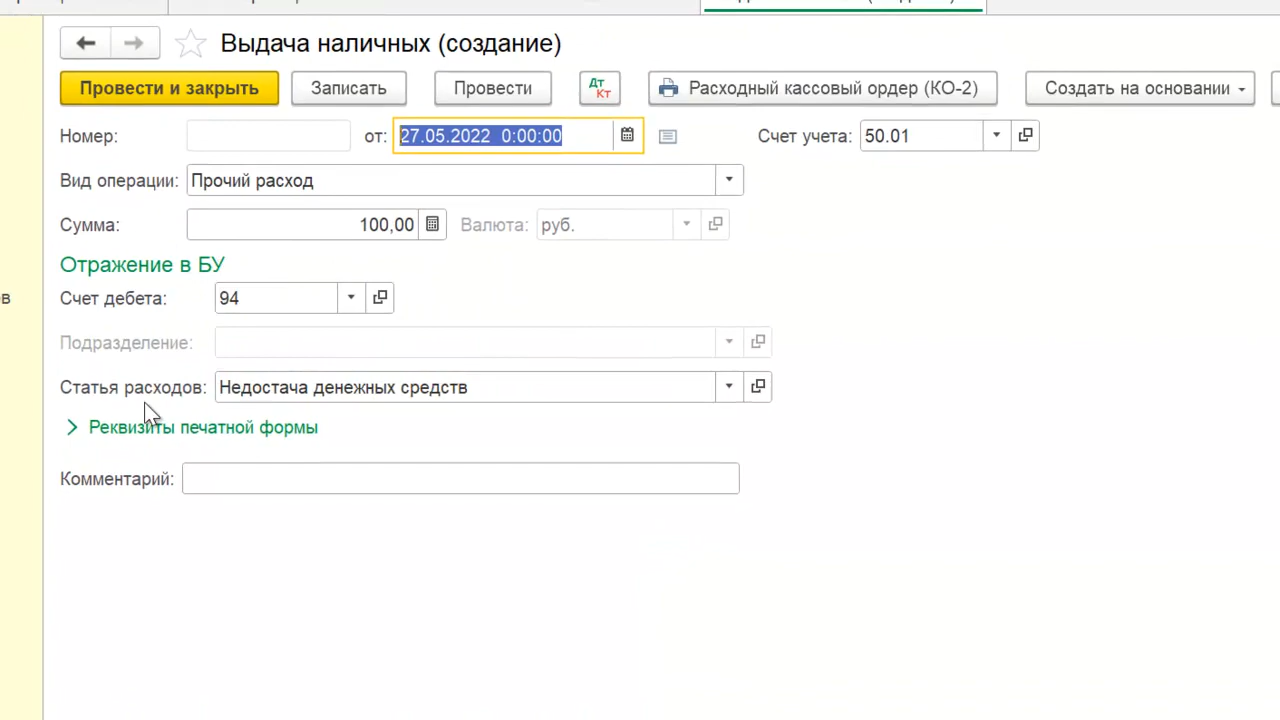 Выдача наличных (создание)
Провести и закрыть Записать Провести Дт Кт Расходный кассовый ордер (КО-2) Создать на основании
Номер: от: 27.05.2022 0:00:00 Счет учета: 50.01
Вид операции: Прочий расход
Сумма: 100,00 Валюта: руб.
Отражение в БУ
Счет дебета: 94
Подразделение:
Статья расходов: Недостача денежных средств
Реквизиты печатной формы
Комментарий: